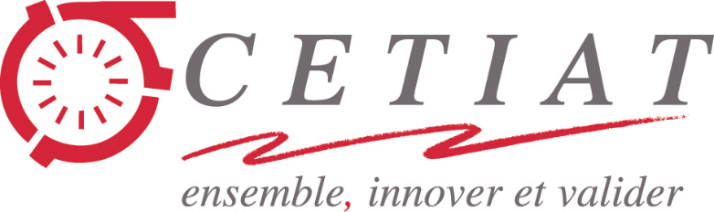 CETIAT
ensemble, innover et valider